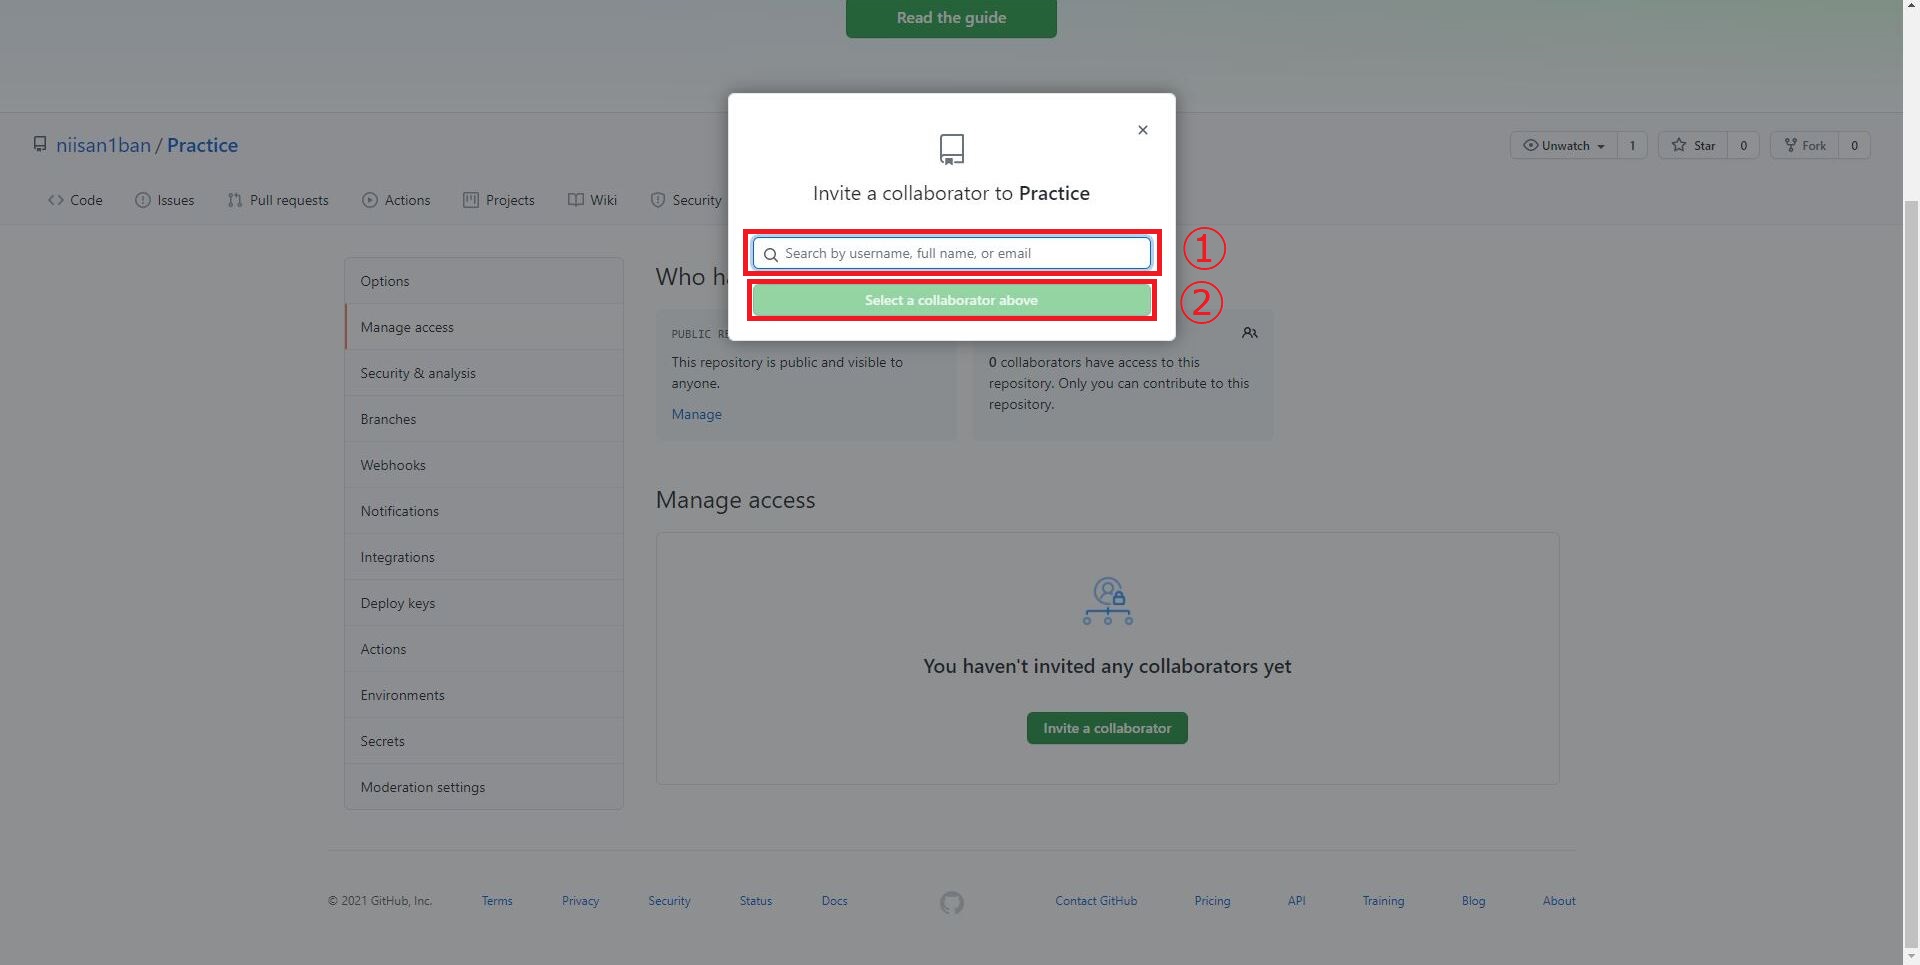 Read the guide
niisan1ban / Practice
Unwatch 1 Star 0 Fork 0
Code Issues Pull requests Actions Projects Wiki Security
Invite a collaborator to Practice
Search by username, full name, or email
①
Select a collaborator above
②
Options
Manage access
Security & analysis
Branches
Webhooks
Notifications
Integrations
Deploy keys
Actions
Environments
Secrets
Moderation settings
Who
PUBLIC
This repository is public and visible to
anyone.
Manage
0 collaborators have access to this
repository. Only you can contribute to this
repository.
Manage access
You haven't invited any collaborators yet
Invite a collaborator
© 2021 GitHub, Inc. Terms Privacy Security Status Docs Contact GitHub Pricing API Training Blog About